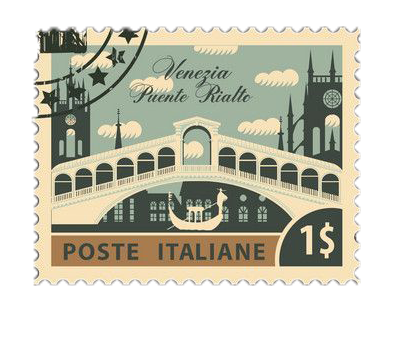 Venezia
Puente Rialto
POSTE ITALIANE
1$